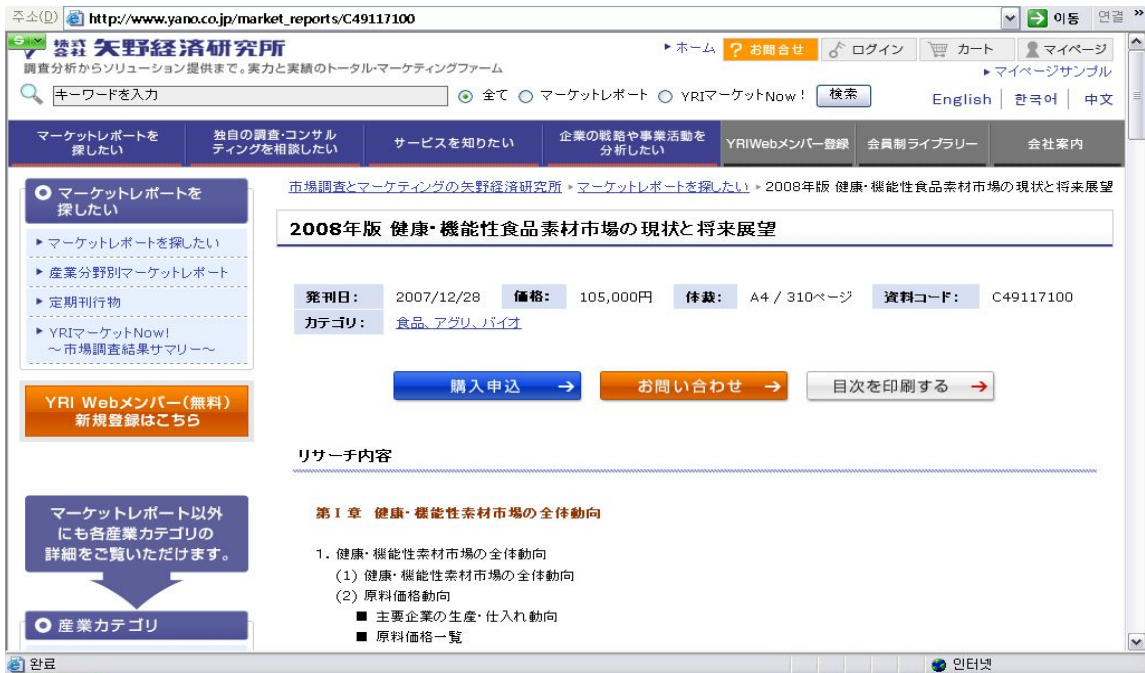 주소(D) http://www.yano.co.jp/market_reports/C49117100 이동 연결 »
矢野経済研究所
調査分析からソリューション提供まで。実力と実績のトータル・マーケティングファーム
ホーム ? お問合せ ログイン カート マイページ
マイページサンプル
キーワードを入力 全て マーケットレポート YRIマーケットNow! 検索 English 한국어 中文
マーケットレポートを探したい 独自の調査・コンサルティングを相談したい サービスを知りたい 企業の戦略や事業活動を分析したい YRIWebメンバー登録 会員制ライブラリー 会社案内
市場調査とマーケティングの矢野経済研究所 マーケットレポートを探したい 2008年版 健康・機能性食品素材市場の現状と将来展望
マーケットレポートを
探したい
マーケットレポートを探したい
産業分野別マーケットレポート
定期刊行物
YRIマーケットNow!
～市場調査結果サマリー～
YRI Webメンバー(無料)
新規登録はこちら
マーケットレポート以外
にも各産業カテゴリの
詳細をご覧いただけます。
産業カテゴリ
2008年版 健康・機能性食品素材市場の現状と将来展望
発刊日: 2007/12/28 価格: 105,000円 体裁: A4 / 310ページ 資料コード: C49117100
カテゴリ: 食品、アグリ、バイオ
購入申込 → お問い合わせ → 目次を印刷する →
リサーチ内容
第Ⅰ章 健康・機能性素材市場の全体動向
1. 健康・機能性素材市場の全体動向
(1) 健康・機能性素材市場の全体動向
(2) 原料価格動向
■ 主要企業の生産・仕入れ動向
■ 原料価格一覧
완료 인터넷